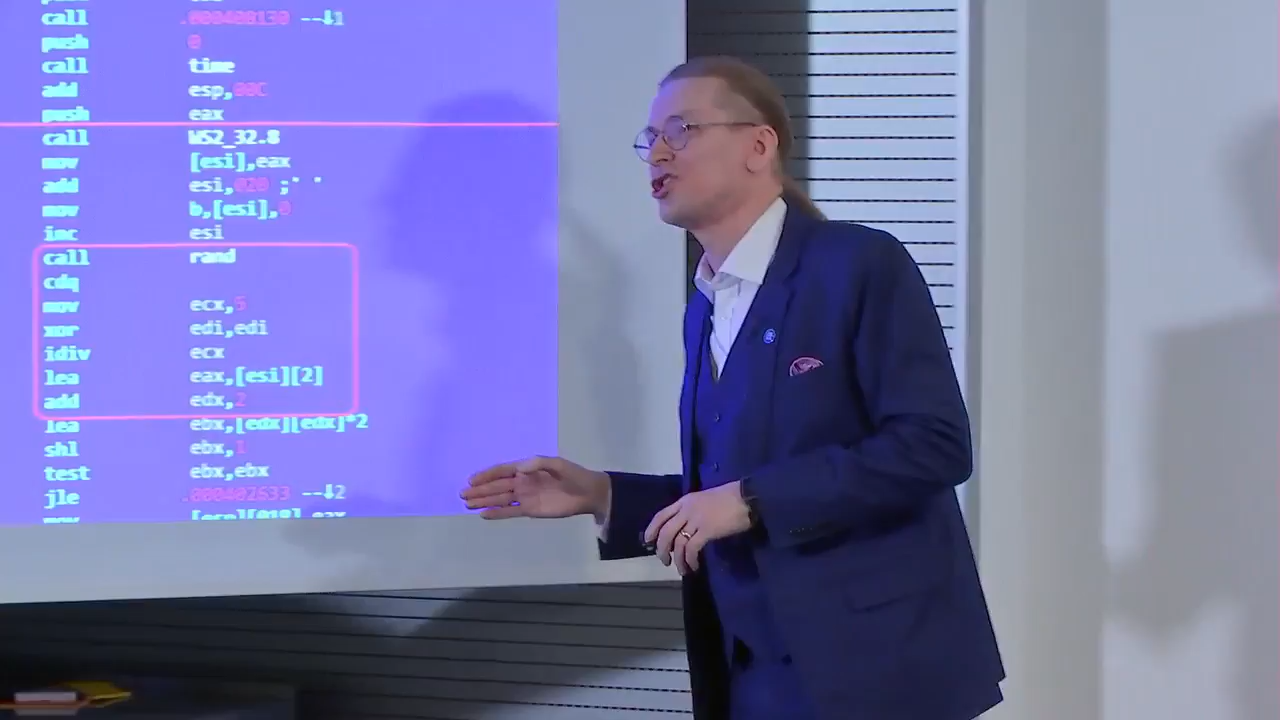 call .000408130 --↓1
push 0
call time
add esp,00C
push eax
call WS2_32.8
mov [esi],eax
add esi,020 ;' '
mov b,[esi],0
inc esi
call rand
cdq
mov ecx,5
xor edi,edi
idiv ecx
lea eax,[esi][2]
add edx,2
lea ebx,[edx][edx]*2
shl ebx,1
test ebx,ebx
jle .000402633 --↓2
mov